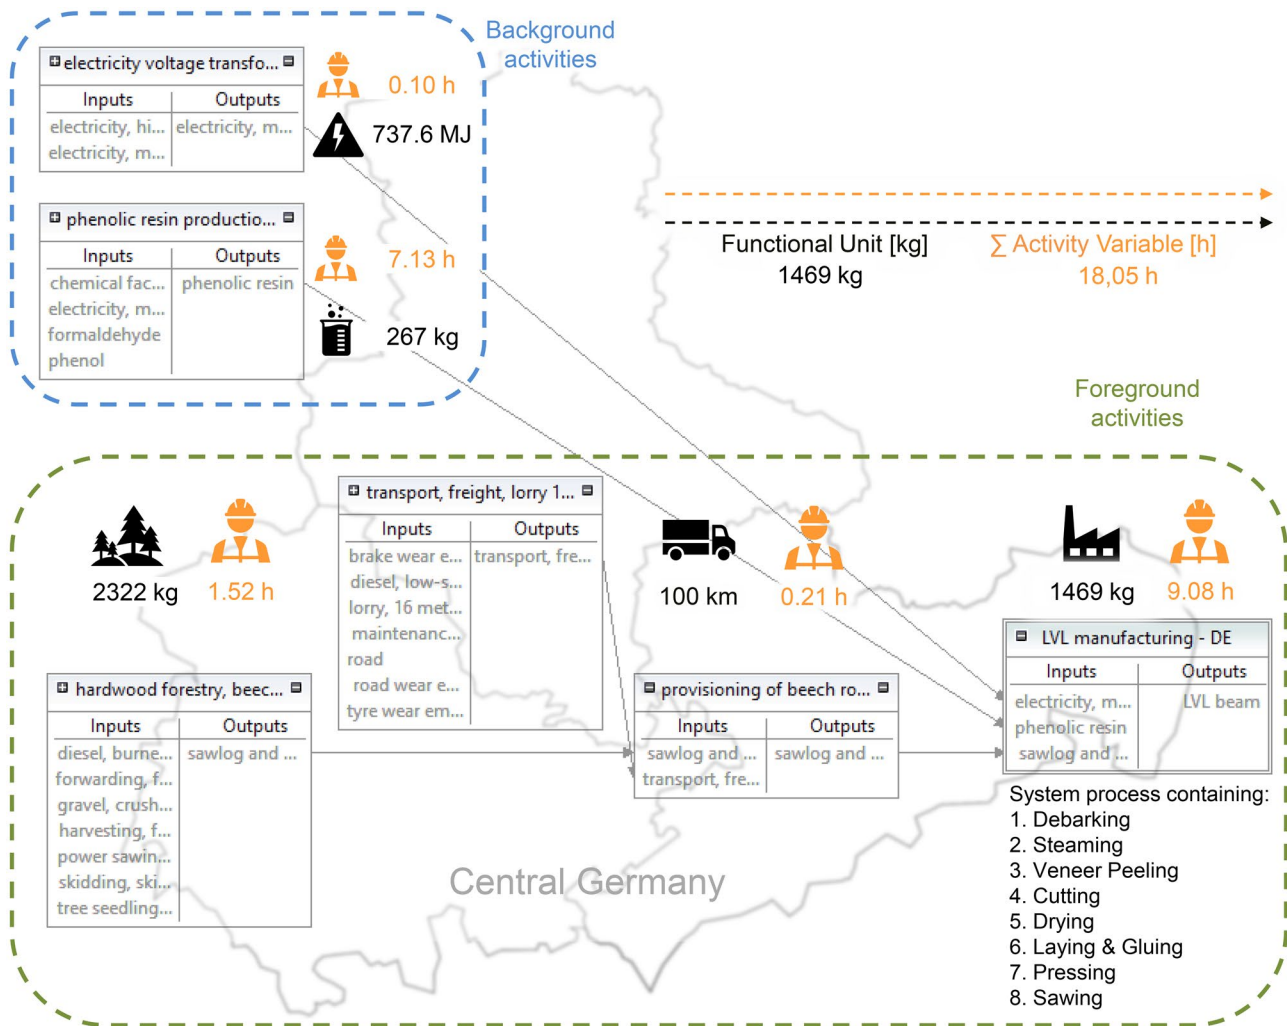 Background
activities
electricity voltage transfo...
Inputs Outputs
electricity, hi... electricity, m...
electricity, m...
0.10 h
737.6 MJ
phenolic resin productio...
Inputs Outputs
chemical fac... phenolic resin
electricity, m...
formaldehyde
phenol
7.13 h
267 kg
Functional Unit [kg] ∑ Activity Variable [h]
1469 kg 18,05 h
Foreground
activities
2322 kg 1.52 h
transport, freight, lorry 1...
Inputs Outputs
brake wear e... transport, fre...
diesel, low-s...
lorry, 16 met...
maintenanc...
road
road wear e...
tyre wear em...
100 km 0.21 h
1469 kg 9.08 h
hardwood forestry, beec...
Inputs Outputs
diesel, burne... sawlog and ...
forwarding, f...
gravel, crush...
harvesting, f...
power sawin...
skidding, ski...
tree seedling...
provisioning of beech ro...
Inputs Outputs
sawlog and ... sawlog and ...
transport, fre...
LVL manufacturing - DE
Inputs Outputs
electricity, m... LVL beam
phenolic resin
sawlog and ...
System process containing:
1. Debarking
2. Steaming
3. Veneer Peeling
4. Cutting
5. Drying
6. Laying & Gluing
7. Pressing
8. Sawing
Central Germany